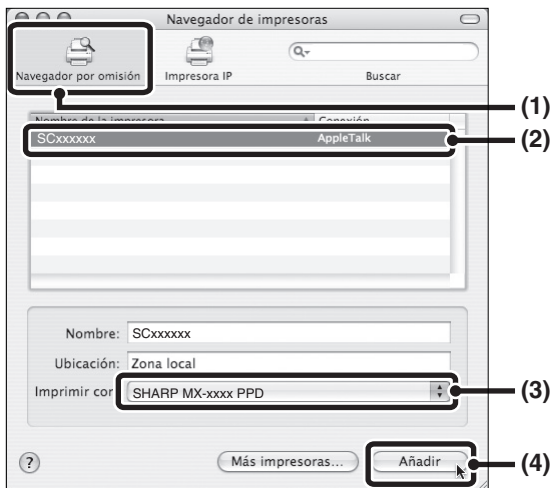 Navegador de impresoras
Navegador por omisión
Impresora IP
Buscar
(1)
Nombre de la impresora
Conexión
SCxxxxxx
AppleTalk
(2)
Nombre:
SCxxxxxx
Ubicación:
Zona local
Imprimir con
SHARP MX-xxxx PPD
(3)
?
Más impresoras...
Añadir
(4)